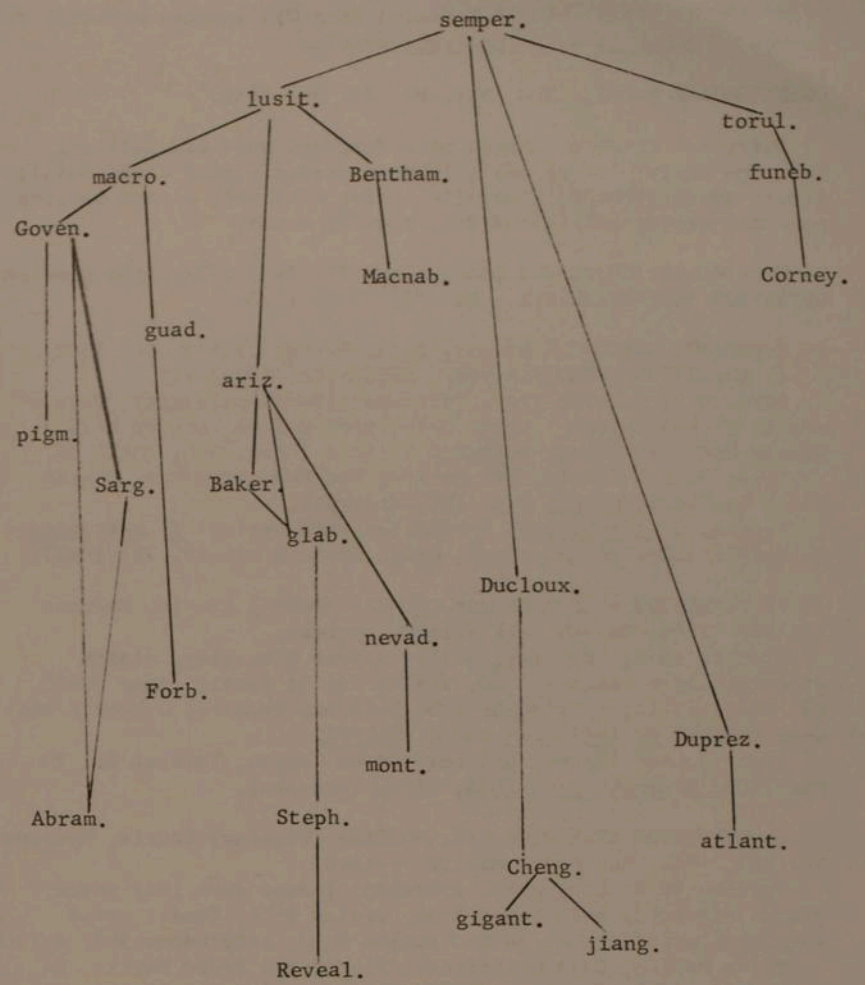 semper.
lusit.
torul.
macro.
Bentham.
funeb.
Goven.
Macnab.
Corney.
guad.
ariz.
pigm.
Sarg.
Baker.
glab.
Ducloux.
nevad.
Forb.
Duprez.
mont.
Abram.
Steph.
atlant.
Cheng.
gigant.
jiang.
Reveal.